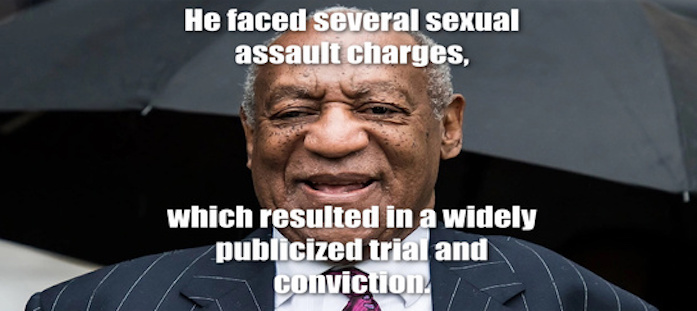 He faced several sexual
assault charges,
which resulted in a widely
publicized trial and
conviction.